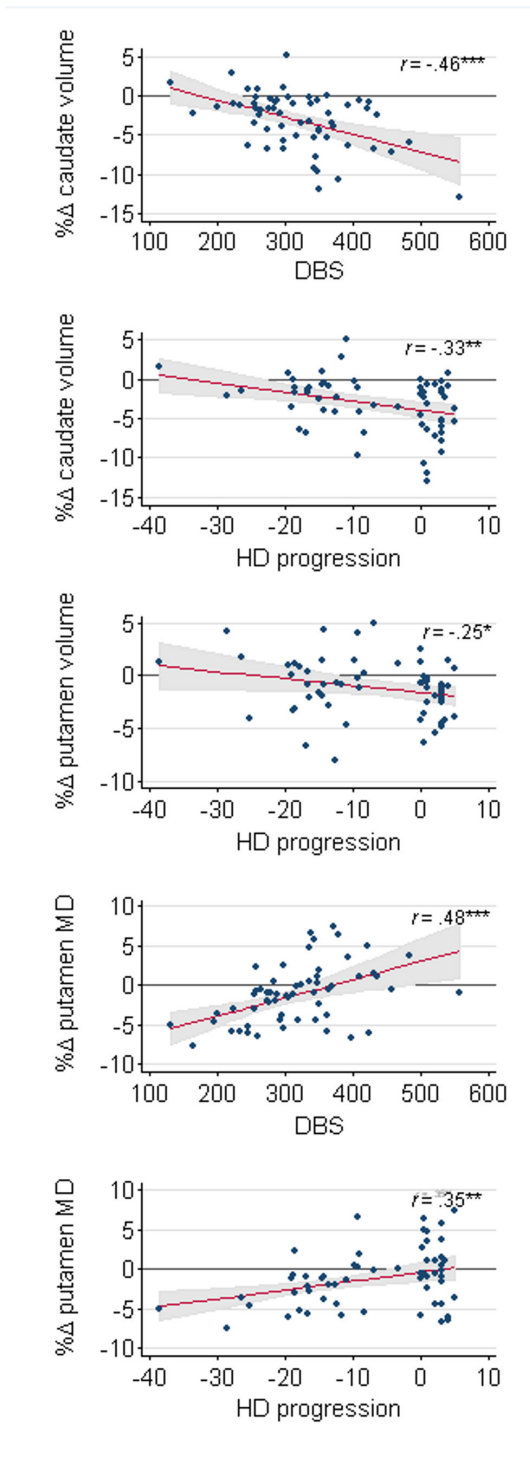 %Δ caudate volume
5
0
-5
-10
-15
r= -.46***
100 200 300 400 500 600
DBS
%Δ caudate volume
5
0
-5
-10
-15
r= -.33**
-40 -30 -20 -10 0 10
HD progression
%Δ putamen volume
5
0
-5
-10
r= -.25*
-40 -30 -20 -10 0 10
HD progression
%Δ putamen MD
10
5
0
-5
-10
r= .48***
100 200 300 400 500 600
DBS
%Δ putamen MD
10
5
0
-5
-10
r= .35**
-40 -30 -20 -10 0 10
HD progression